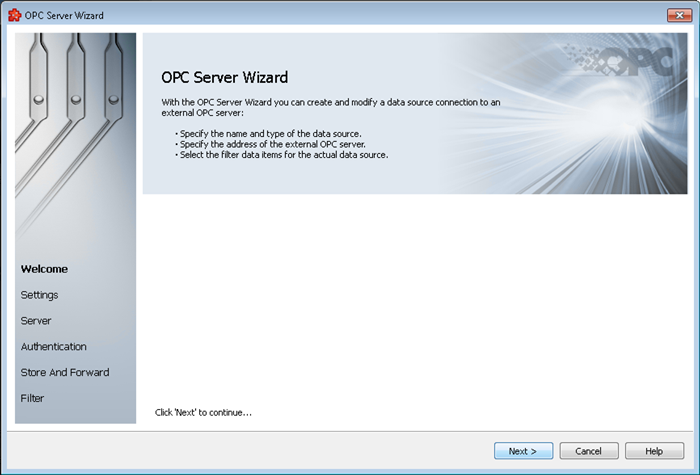 OPC Server Wizard
OPC
OPC Server Wizard
With the OPC Server Wizard you can create and modify a data source connection to an
external OPC server:
• Specify the name and type of the data source.
• Specify the address of the external OPC server.
• Select the filter data items for the actual data source.
Welcome
Settings
Server
Authentication
Store And Forward
Filter
Click 'Next' to continue...
Next >
Cancel
Help